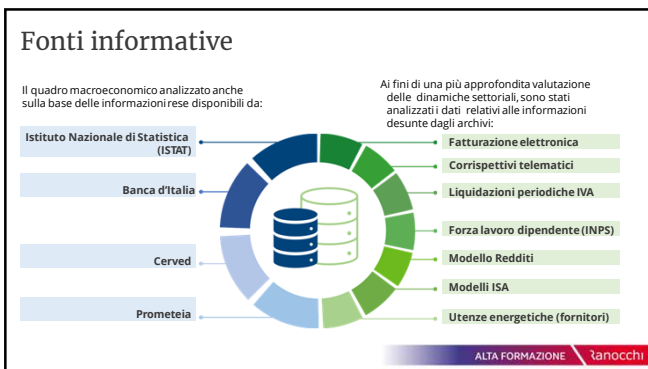 Fonti informative
Il quadro macroeconomico analizzato anche
sulla base delle informazioni rese disponibili da:
Istituto Nazionale di Statistica
(ISTAT)
Banca d'Italia
Cerved
Prometeia
Ai fini di una più approfondita valutazione
delle dinamiche settoriali, sono stati
analizzati i dati relativi alle informazioni
desunte dagli archivi:
Fatturazione elettronica
Corrispettivi telematici
Liquidazioni periodiche IVA
Forza lavoro dipendente (INPS)
Modello Redditi
Modelli ISA
Utenze energetiche (fornitori)
ALTA FORMAZIONE Ranocchi